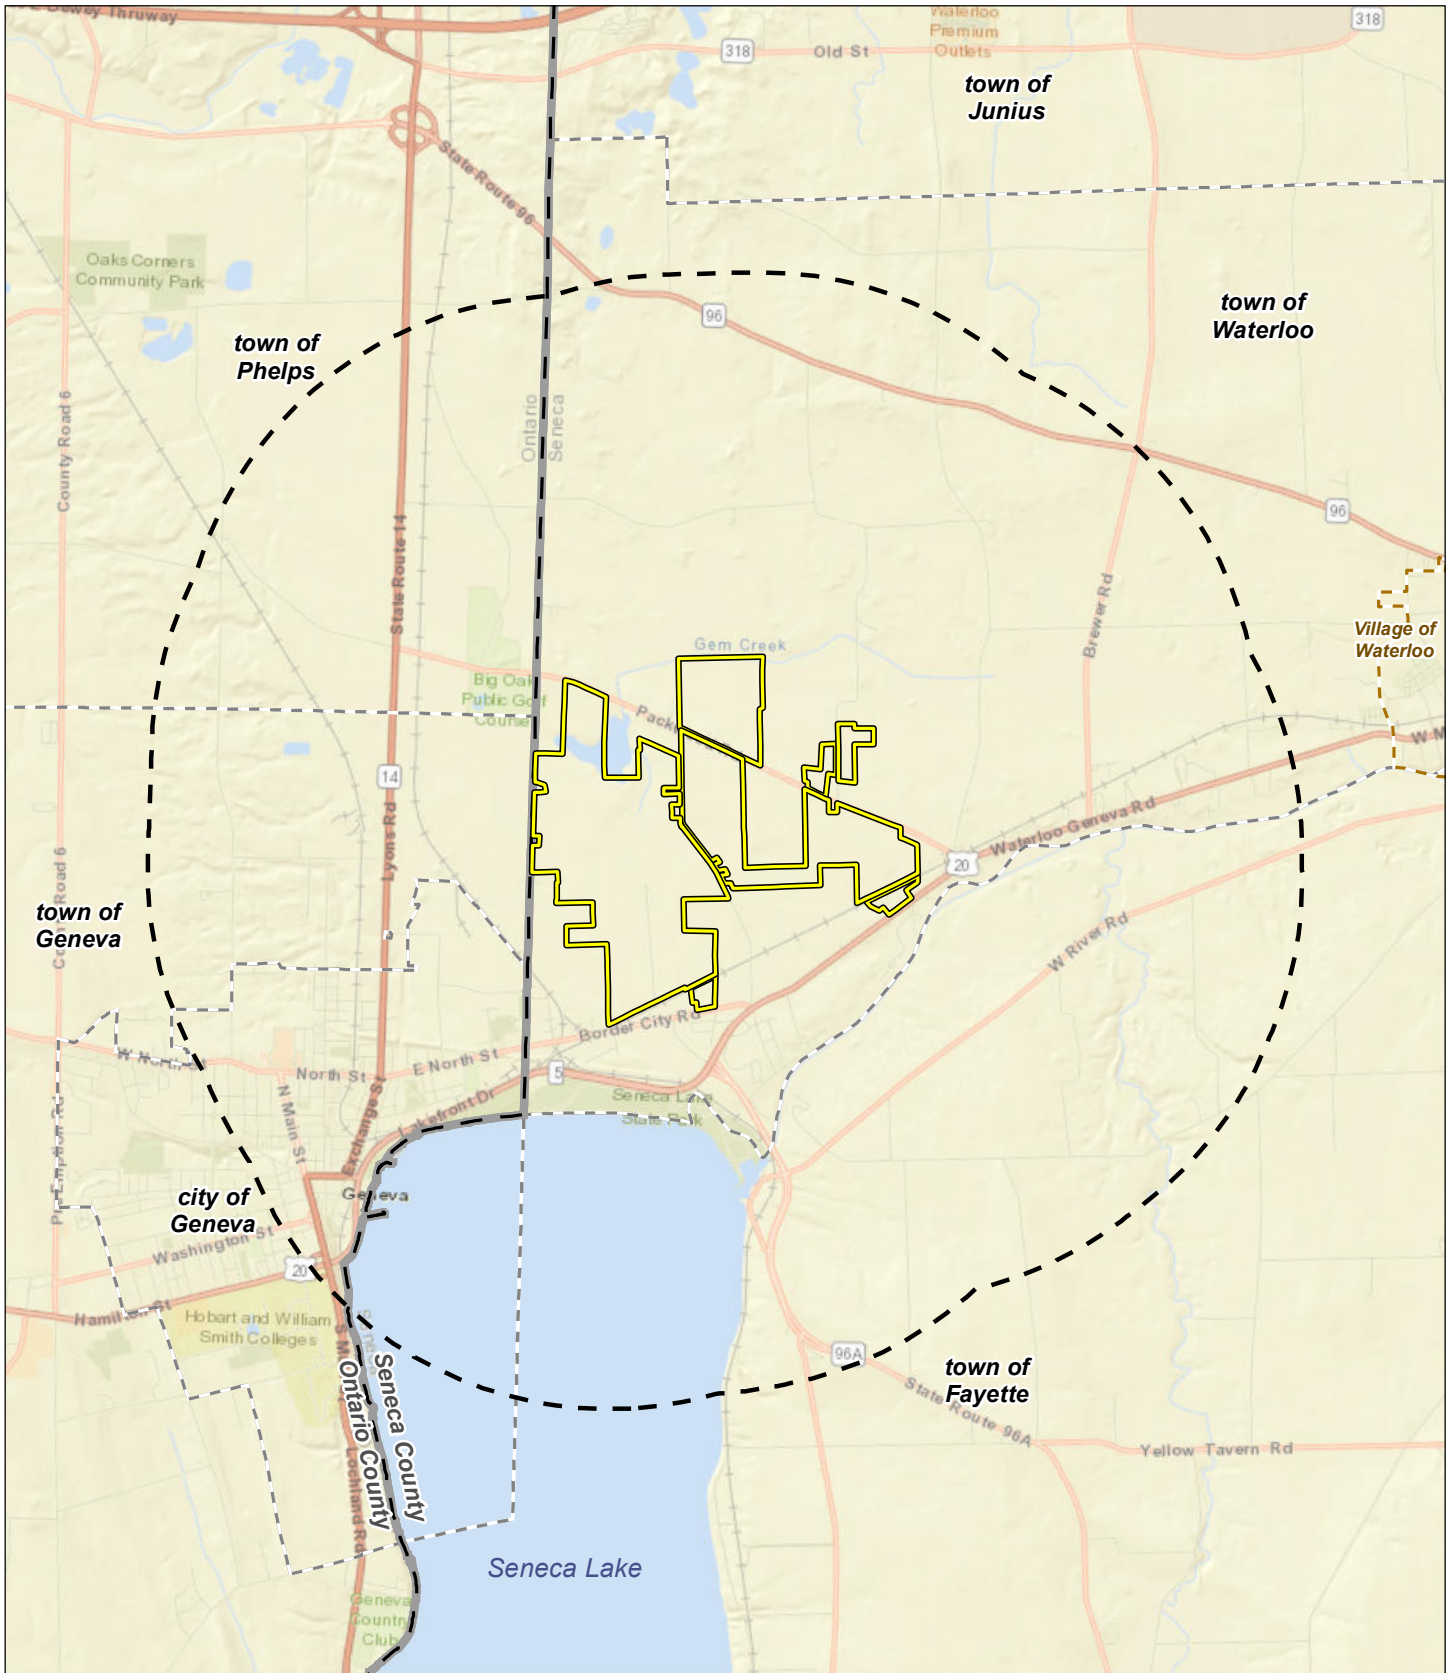 Dewey Thruway
318
Old St
Waterloo
Premium
Outlets
318
town of
Junius
State Route 96
Oaks Corners
Community Park
town of
Phelps
96
town of
Waterloo
County Road 6
Ontario
Seneca
State Route 14
96
Brewer Rd
Village of
Waterloo
Gem Creek
Big Oak
Public Golf
Course
14
Lyons Rd
Waterloo Geneva Rd
20
town of
Geneva
W River Rd
Border City Rd
E North St
North St
W North St
5
N Main St
Exchange St
Lakefront Dr
Seneca Lake
State Park
Geneva
city of
Geneva
Washington St
20
Hamilton St
Hobart and William
Smith Colleges
Seneca County
Ontario County
96A
State Route 96A
town of
Fayette
Yellow Tavern Rd
Lochland Rd
Seneca Lake
Geneva
Country
Club